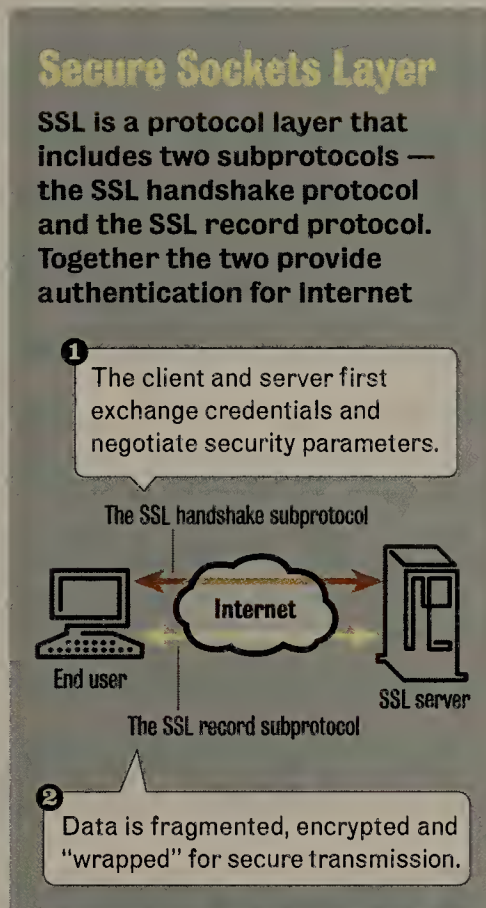 Secure Sockets Layer
SSL is a protocol layer that
includes two subprotocols —
the SSL handshake protocol
and the SSL record protocol.
Together the two provide
authentication for Internet
1
The client and server first
exchange credentials and
negotiate security parameters.
The SSL handshake subprotocol
Internet
End user
SSL server
The SSL record subprotocol
2
Data is fragmented, encrypted and
“wrapped” for secure transmission.